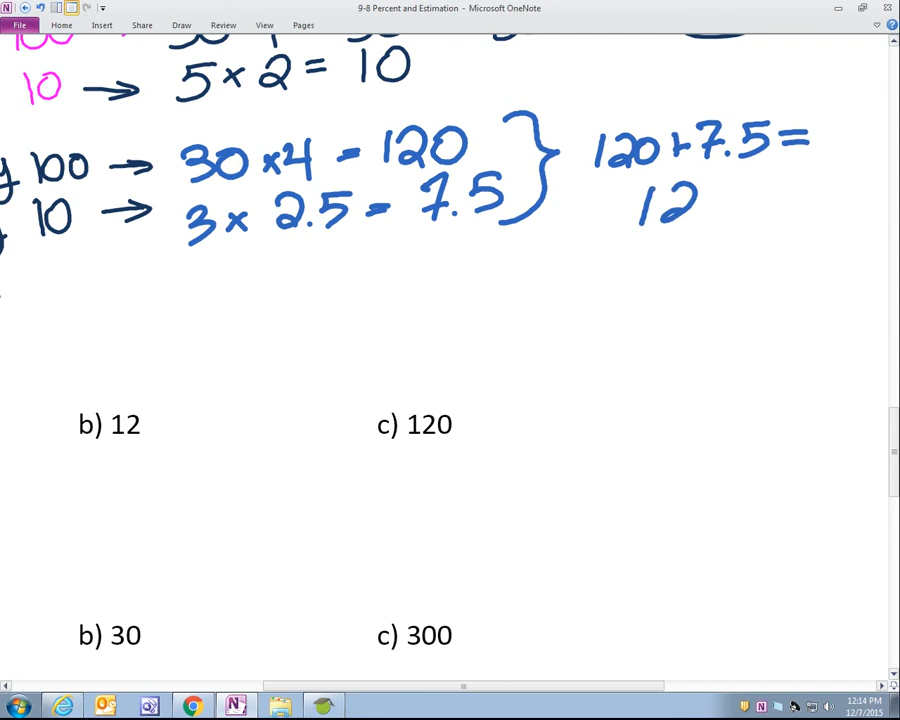 9-8 Percent and Estimation - Microsoft OneNote
File Home Insert Share Draw Review View Pages
10 → 5 × 2 = 10
y 100 → 30 × 4 = 120
10 → 3 × 2.5 = 7.5
120 + 7.5 =
12
b) 12 c) 120
b) 30 c) 300
12:14 PM
12/7/2015